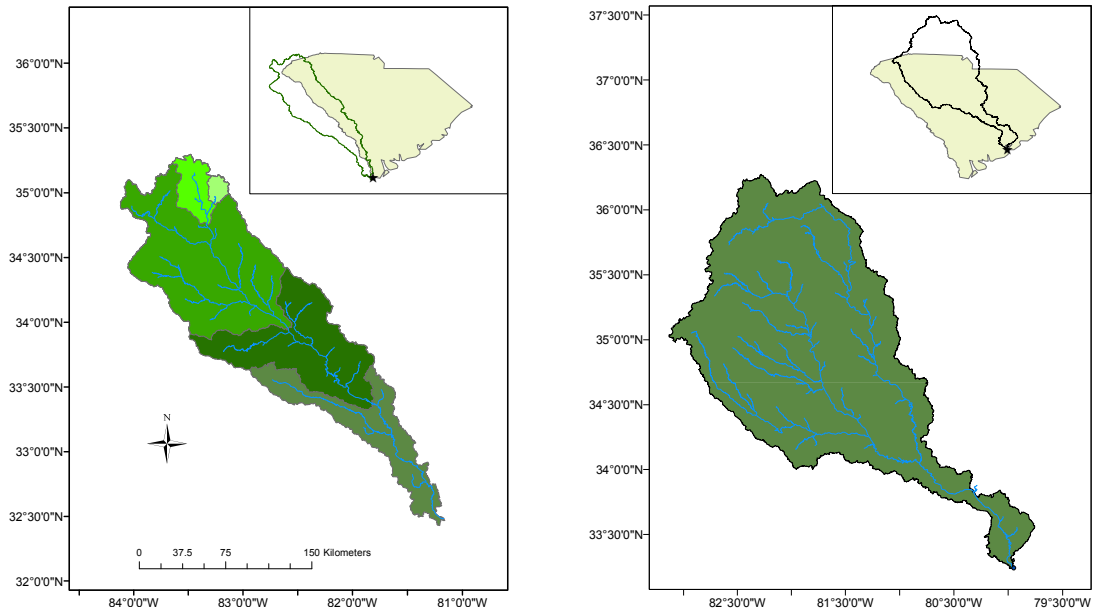 36°0'0"N
35°30'0"N
35°0'0"N
34°30'0"N
34°0'0"N
33°30'0"N
33°0'0"N
32°30'0"N
32°0'0"N
N
0 37.5 75 150 Kilometers
84°0'0"W 83°0'0"W 82°0'0"W 81°0'0"W
37°30'0"N
37°0'0"N
36°30'0"N
36°0'0"N
35°30'0"N
35°0'0"N
34°30'0"N
34°0'0"N
33°30'0"N
82°30'0"W 81°30'0"W 80°30'0"W 79°30'0"W